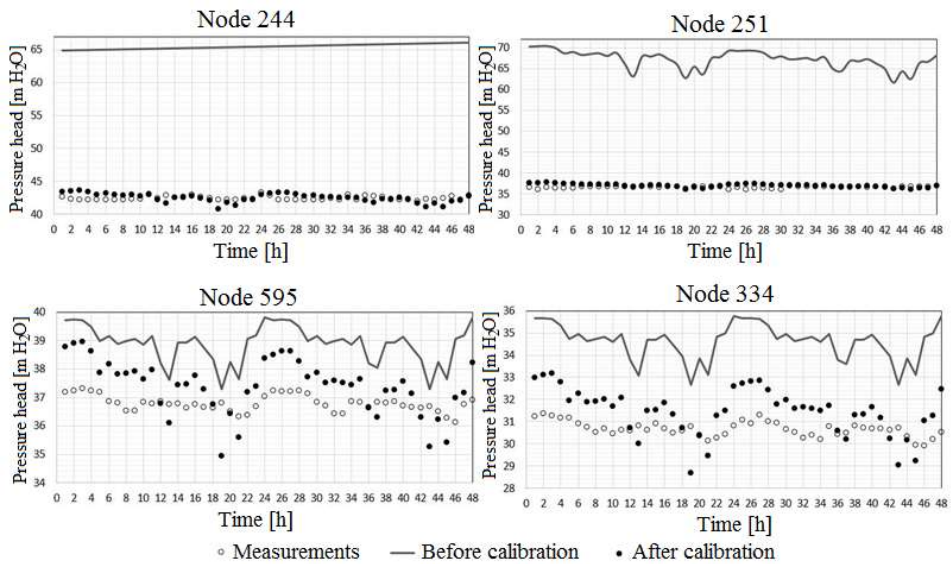 Node 244
Pressure head [m H2O]
65
60
55
50
45
40
0 2 4 6 8 10 12 14 16 18 20 22 24 26 28 30 32 34 36 38 40 42 44 46 48
Time [h]
Node 251
Pressure head [m H2O]
70
65
60
55
50
45
40
35
30
0 2 4 6 8 10 12 14 16 18 20 22 24 26 28 30 32 34 36 38 40 42 44 46 48
Time [h]
Node 595
Pressure head [m H2O]
40
39
38
37
36
35
34
0 2 4 6 8 10 12 14 16 18 20 22 24 26 28 30 32 34 36 38 40 42 44 46 48
Time [h]
Node 334
Pressure head [m H2O]
36
35
34
33
32
31
30
29
28
0 2 4 6 8 10 12 14 16 18 20 22 24 26 28 30 32 34 36 38 40 42 44 46 48
Time [h]
Measurements Before calibration After calibration